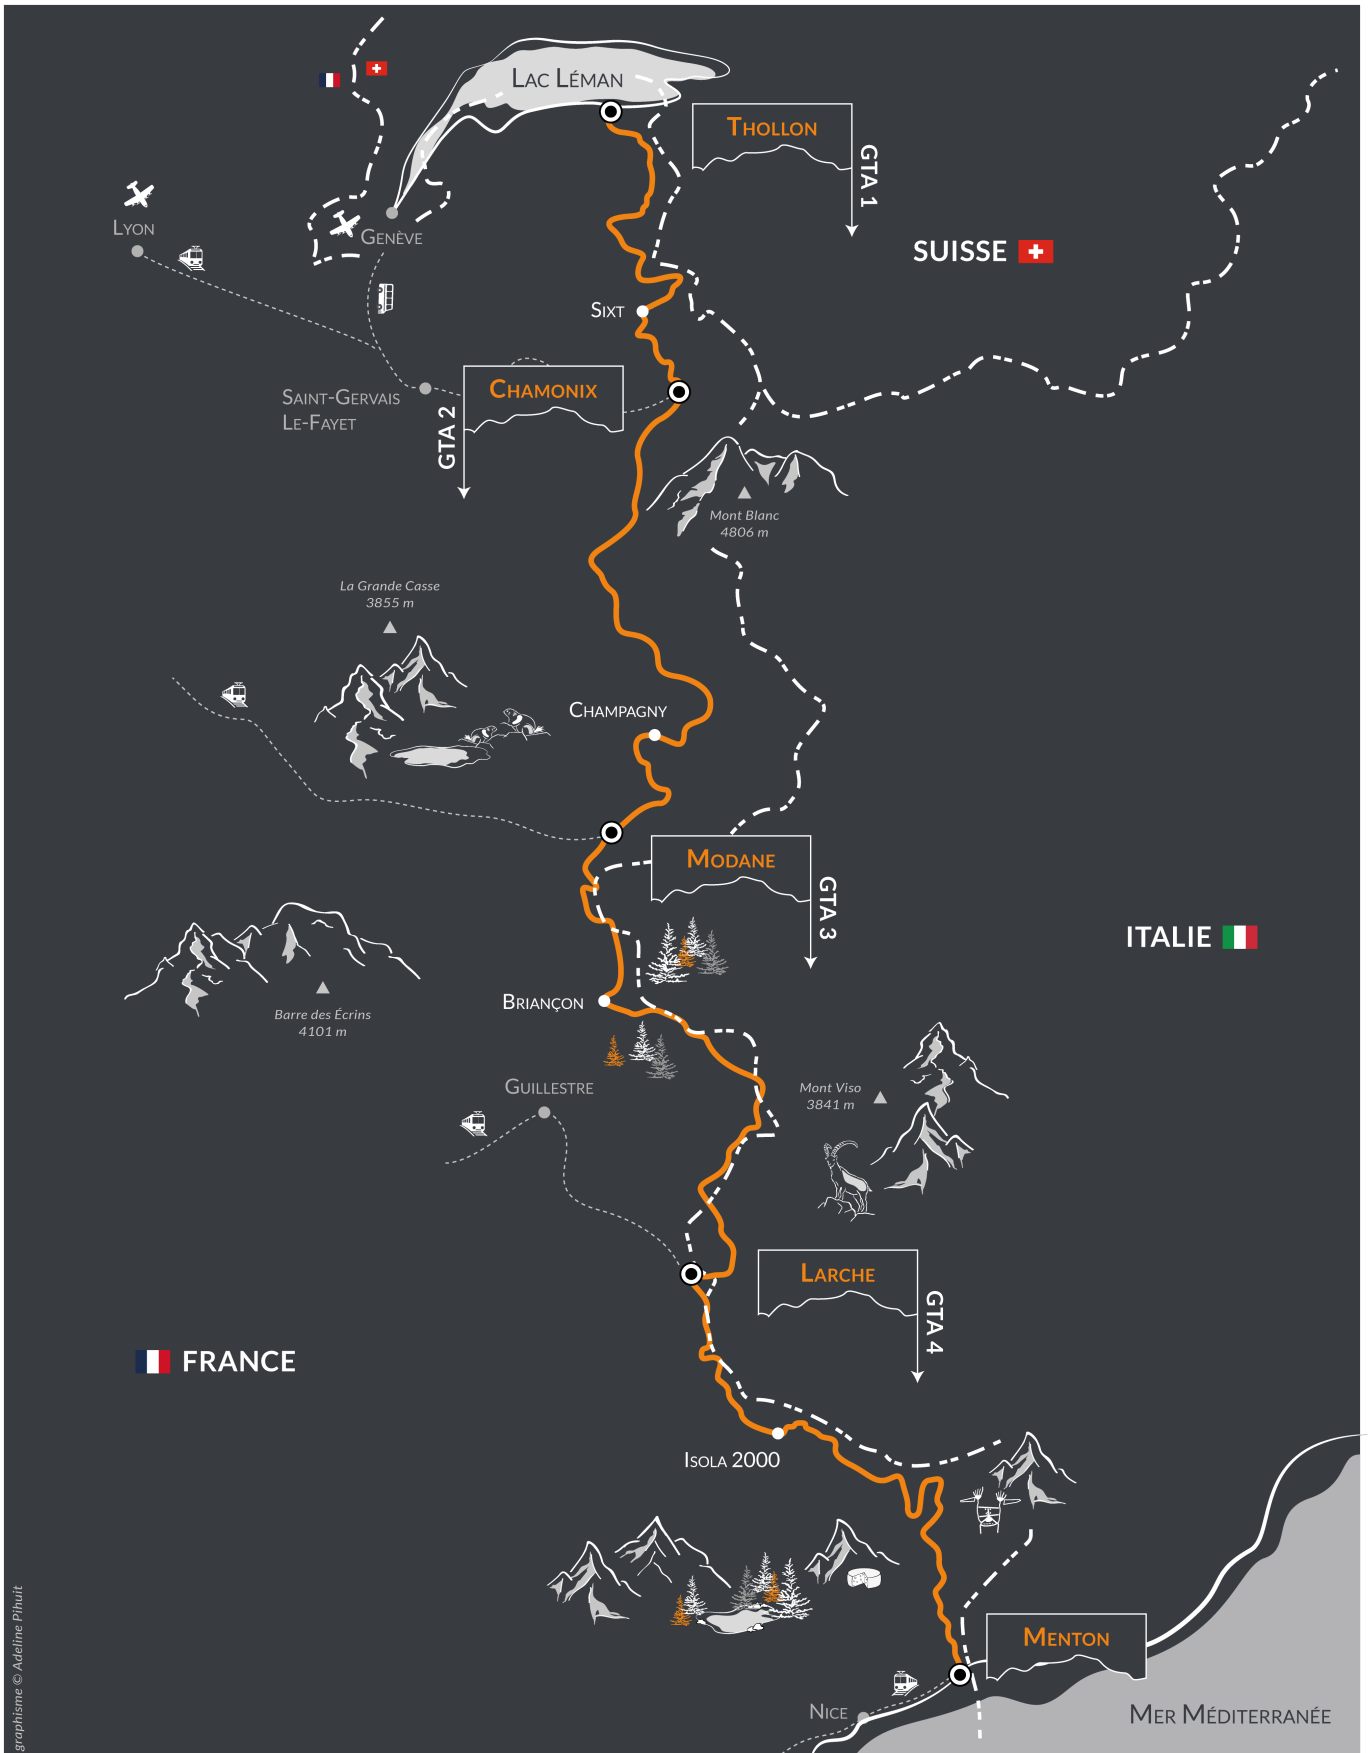 Lac Léman
Thollon
GTA 1
Lyon
Genève
SUISSE
Sixt
Saint-Gervais
Le-Fayet
Chamonix
GTA 2
Mont Blanc
4806 m
La Grande Casse
3855 m
Champagny
Modane
GTA 3
ITALIE
Briançon
Barre des Écrins
4101 m
Guillestre
Mont Viso
3841 m
Larche
GTA 4
FRANCE
Isola 2000
Menton
Nice
Mer Méditerranée
graphisme © Adeline Pihuit